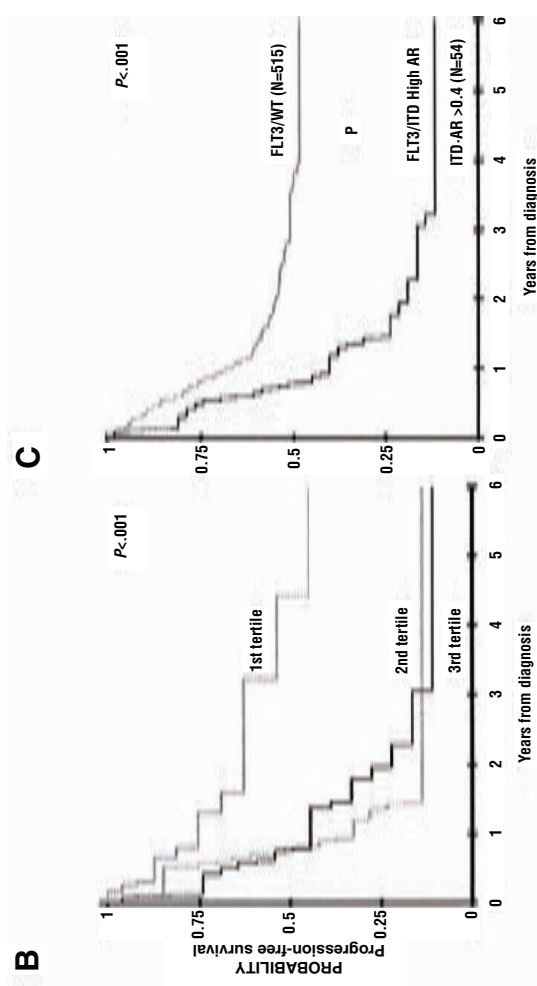 B
P<.001
PROBABILITY
Progression-free survival
1
0.75
0.5
0.25
0
1st tertile
2nd tertile
3rd tertile
0 1 2 3 4 5 6
Years from diagnosis
C
P<.001
1
0.75
0.5
0.25
0
FLT3/WT (N=515)
P
FLT3/ITD High AR
ITD-AR >0.4 (N=54)
0 1 2 3 4 5 6
Years from diagnosis